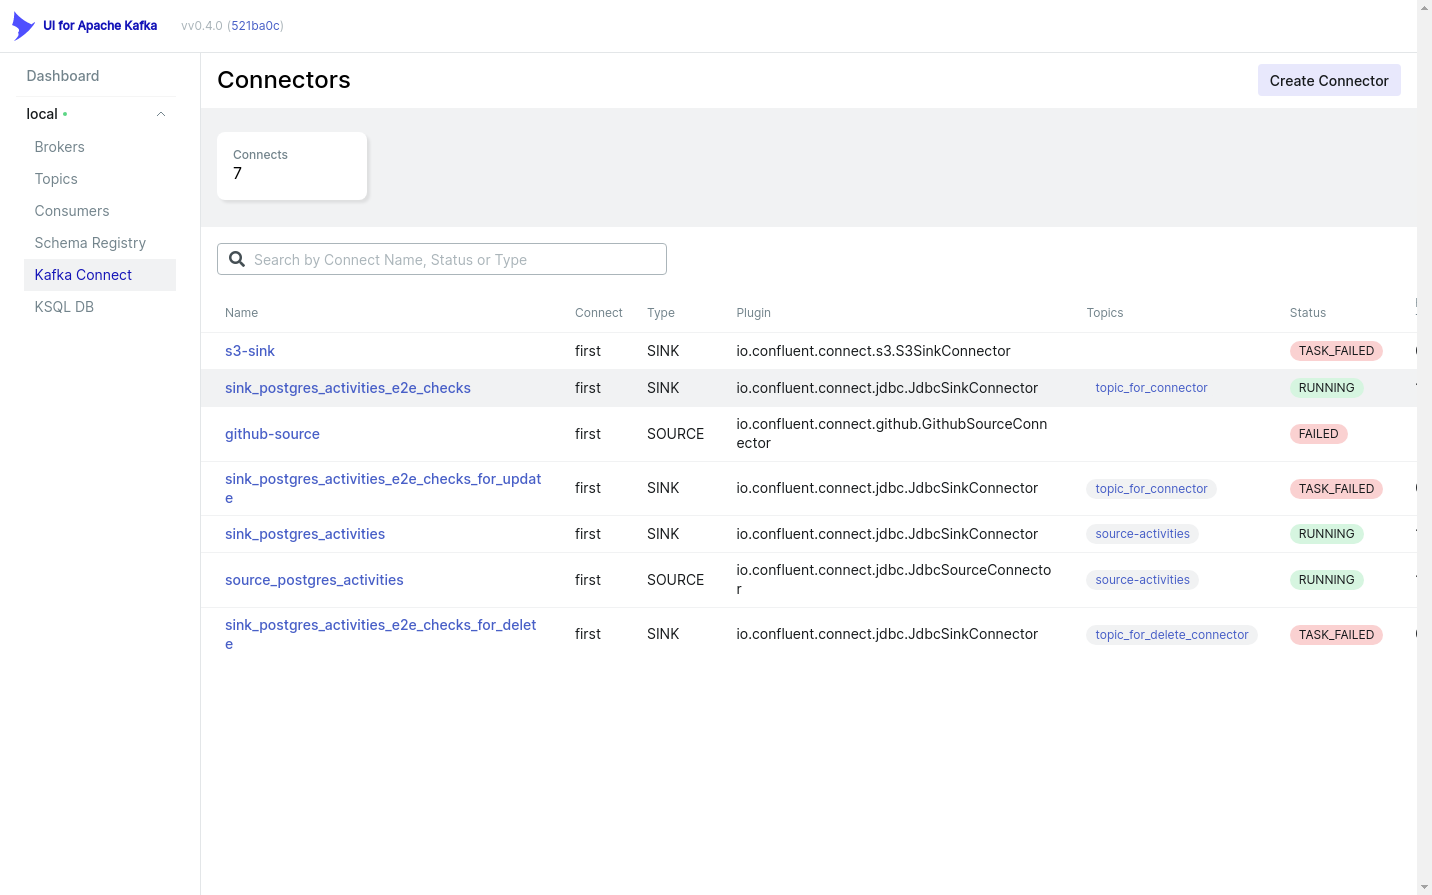 UI for Apache Kafka
vv0.4.0 (521ba0c)
Dashboard
local
Brokers
Topics
Consumers
Schema Registry
Kafka Connect
KSQL DB
Connectors
Create Connector
Connects
7
Search by Connect Name, Status or Type
Name Connect Type Plugin Topics Status
s3-sink first SINK io.confluent.connect.s3.S3SinkConnector TASK_FAILED
sink_postgres_activities_e2e_checks first SINK io.confluent.connect.jdbc.JdbcSinkConnector topic_for_connector RUNNING
github-source first SOURCE io.confluent.connect.github.GithubSourceConn
ector FAILED
sink_postgres_activities_e2e_checks_for_updat
e first SINK io.confluent.connect.jdbc.JdbcSinkConnector topic_for_connector TASK_FAILED
sink_postgres_activities first SINK io.confluent.connect.jdbc.JdbcSinkConnector source-activities RUNNING
source_postgres_activities first SOURCE io.confluent.connect.jdbc.JdbcSourceConnecto
r source-activities RUNNING
sink_postgres_activities_e2e_checks_for_delet
e first SINK io.confluent.connect.jdbc.JdbcSinkConnector topic_for_delete_connector TASK_FAILED